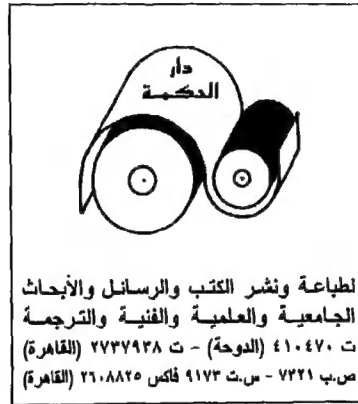 دار
الحكمة
لطباعة ونشر الكتب والرسائل والأبحاث
الجامعية والعلمية والفنية والترجمة
ت ٤١٠٤٧٠ (الدوحة) - ت ٢٧٣٧٩٣٨ (القاهرة)
ص.ب ٧٣٢١ - س.ت ٩١٧٣ فاكس ٢٦٠٨٨٢٥ (القاهرة)